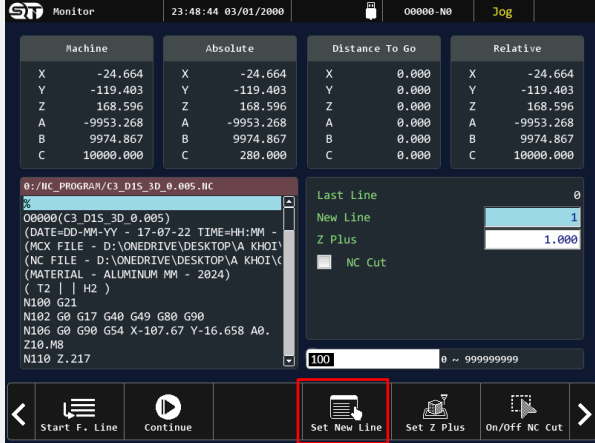 Monitor 23:48:44 03/01/2000 O0000-N0 Jog
Machine Absolute Distance To Go Relative
X -24.664 X -24.664 X 0.000 X -24.664
Y -119.403 Y -119.403 Y 0.000 Y -119.403
Z 168.596 Z 168.596 Z 0.000 Z 168.596
A -9953.268 A -9953.268 A 0.000 A -9953.268
B 9974.867 B 9974.867 B 0.000 B 9974.867
C 10000.000 C 280.000 C 0.000 C 10000.000
0:/NC_PROGRAM/C3_D1S_3D_0.005.NC
%
O0000(C3_D1S_3D_0.005)
(DATE=DD-MM-YY - 17-07-22 TIME=HH:MM -
(MCX FILE - D:\ONEDRIVE\DESKTOP\A KHOI\
(NC FILE - D:\ONEDRIVE\DESKTOP\A KHOI\C
(MATERIAL - ALUMINUM MM - 2024)
( T2 | | H2 )
N100 G21
N102 G0 G17 G40 G49 G80 G90
N106 G0 G90 G54 X-107.67 Y-16.658 A0.
Z10.M8
N110 Z.217
Last Line 0
New Line 1
Z Plus 1.000
NC Cut
100 0 ~ 999999999
Start F. Line Continue Set New Line Set Z Plus On/Off NC Cut